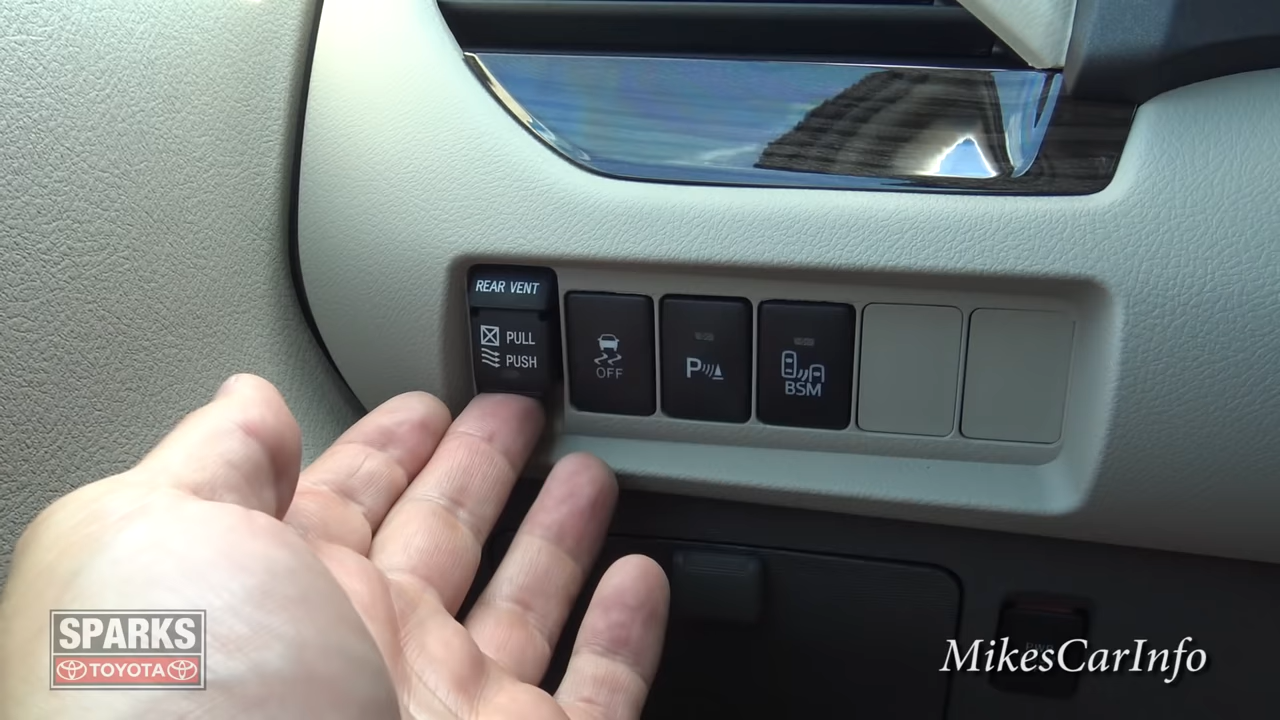 REAR VENT
PULL
PUSH
OFF
P
BSM
SPARKS
TOYOTA
MikesCarInfo